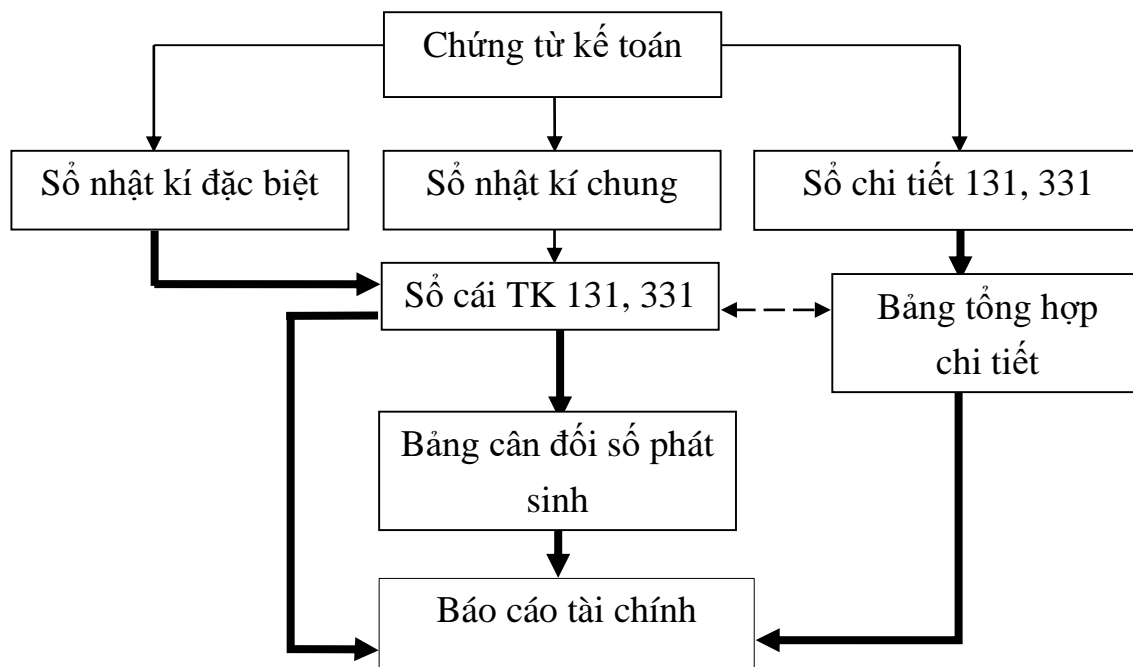 Chứng từ kế toán
Sổ nhật kí đặc biệt
Sổ nhật kí chung
Sổ chi tiết 131, 331
Sổ cái TK 131, 331
Bảng tổng hợp
chi tiết
Bảng cân đối số phát
sinh
Báo cáo tài chính